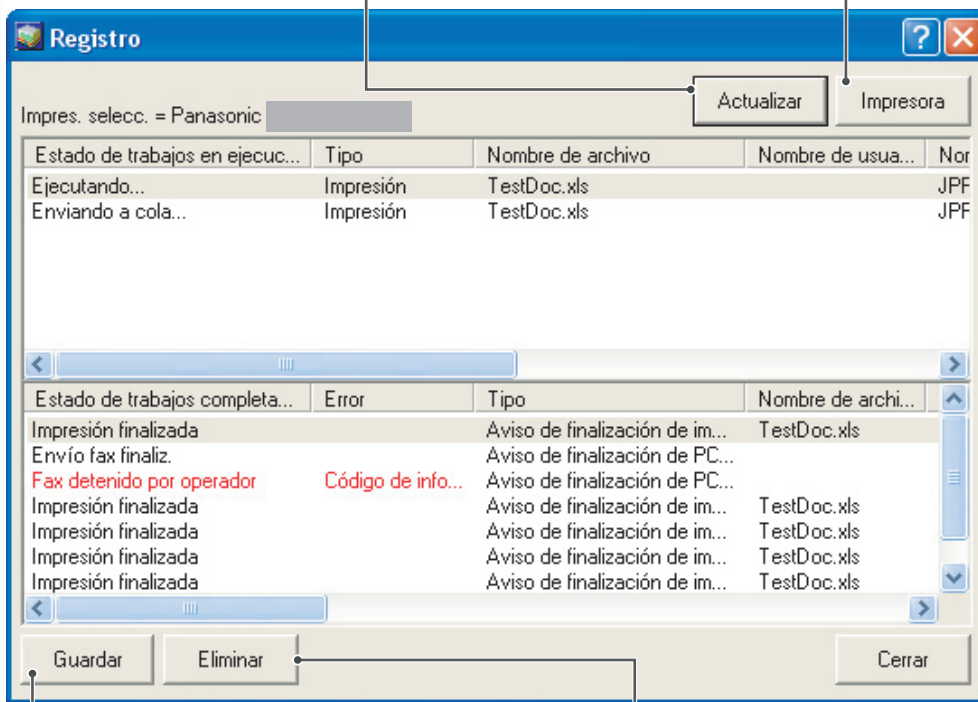 Registro
Actualizar Impresora
Impres. selecc. = Panasonic
Estado de trabajos en ejecuc... Tipo Nombre de archivo Nombre de usua... Nor
Ejecutando... Impresión TestDoc.xls JPF
Enviando a cola... Impresión TestDoc.xls JPF
Estado de trabajos completa... Error Tipo Nombre de archi...
Impresión finalizada Aviso de finalización de im... TestDoc.xls
Envío fax finaliz. Aviso de finalización de PC...
Fax detenido por operador Código de info... Aviso de finalización de PC...
Impresión finalizada Aviso de finalización de im... TestDoc.xls
Impresión finalizada Aviso de finalización de im... TestDoc.xls
Impresión finalizada Aviso de finalización de im... TestDoc.xls
Impresión finalizada Aviso de finalización de im... TestDoc.xls
Guardar Eliminar Cerrar